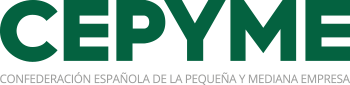 CEPYME
CONFEDERACIÓN ESPAÑOLA DE LA PEQUEÑA Y MEDIANA EMPRESA